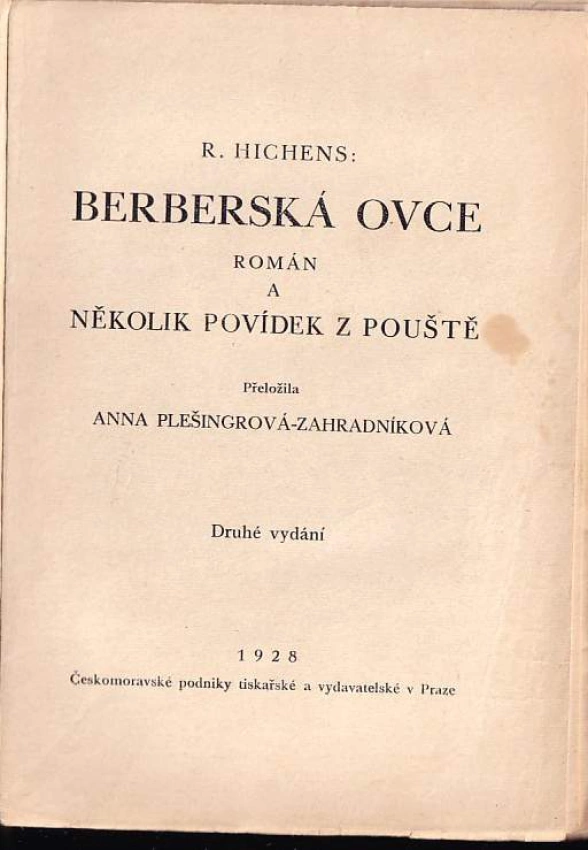 R. HICHENS:
BERBERSKÁ OVCE
ROMÁN
A
NĚKOLIK POVÍDEK Z POUŠTĚ
Přeložila
ANNA PLEŠINGROVÁ-ZAHRADNÍKOVÁ
Druhé vydání
1928
Českomoravské podniky tiskařské a vydavatelské v Praze